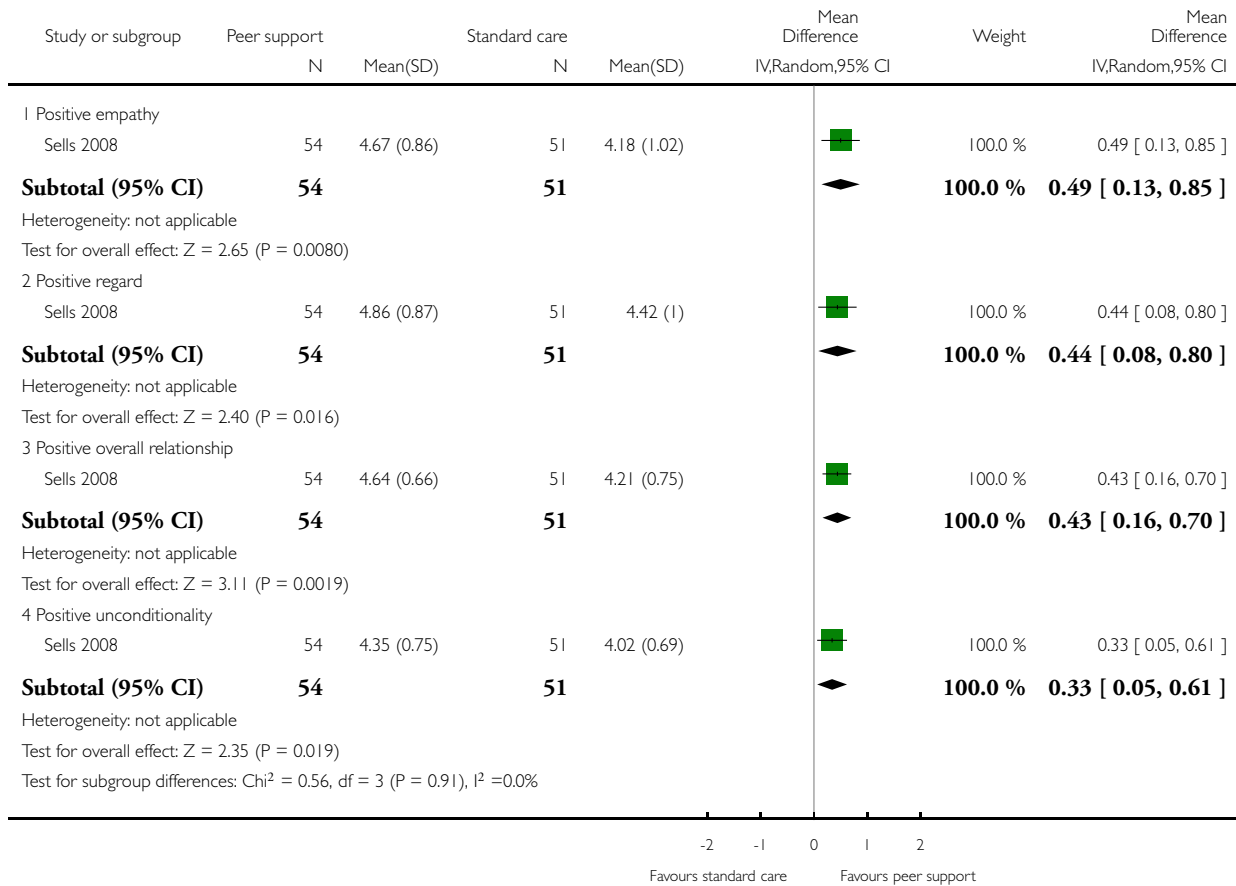 Study or subgroup Peer support Standard care Mean Difference Weight Mean Difference
N Mean(SD) N Mean(SD) IV,Random,95% CI IV,Random,95% CI
1 Positive empathy
Sells 2008 54 4.67 (0.86) 51 4.18 (1.02) 100.0 % 0.49 [ 0.13, 0.85 ]
Subtotal (95% CI) 54 51 100.0 % 0.49 [ 0.13, 0.85 ]
Heterogeneity: not applicable
Test for overall effect: Z = 2.65 (P = 0.0080)
2 Positive regard
Sells 2008 54 4.86 (0.87) 51 4.42 (1) 100.0 % 0.44 [ 0.08, 0.80 ]
Subtotal (95% CI) 54 51 100.0 % 0.44 [ 0.08, 0.80 ]
Heterogeneity: not applicable
Test for overall effect: Z = 2.40 (P = 0.016)
3 Positive overall relationship
Sells 2008 54 4.64 (0.66) 51 4.21 (0.75) 100.0 % 0.43 [ 0.16, 0.70 ]
Subtotal (95% CI) 54 51 100.0 % 0.43 [ 0.16, 0.70 ]
Heterogeneity: not applicable
Test for overall effect: Z = 3.11 (P = 0.0019)
4 Positive unconditionality
Sells 2008 54 4.35 (0.75) 51 4.02 (0.69) 100.0 % 0.33 [ 0.05, 0.61 ]
Subtotal (95% CI) 54 51 100.0 % 0.33 [ 0.05, 0.61 ]
Heterogeneity: not applicable
Test for overall effect: Z = 2.35 (P = 0.019)
Test for subgroup differences: Chi² = 0.56, df = 3 (P = 0.91), I² =0.0%
-2 -1 0 1 2
Favours standard care Favours peer support